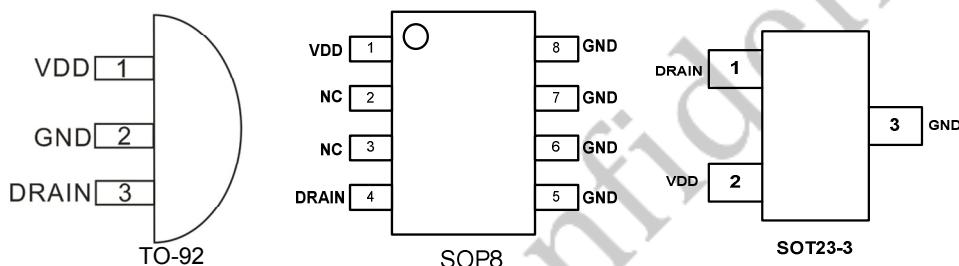 VDD 1
GND 2
DRAIN 3
TO-92
VDD 1
NC 2
NC 3
DRAIN 4
8 GND
7 GND
6 GND
5 GND
SOP8
DRAIN 1
VDD 2
3 GND
SOT23-3